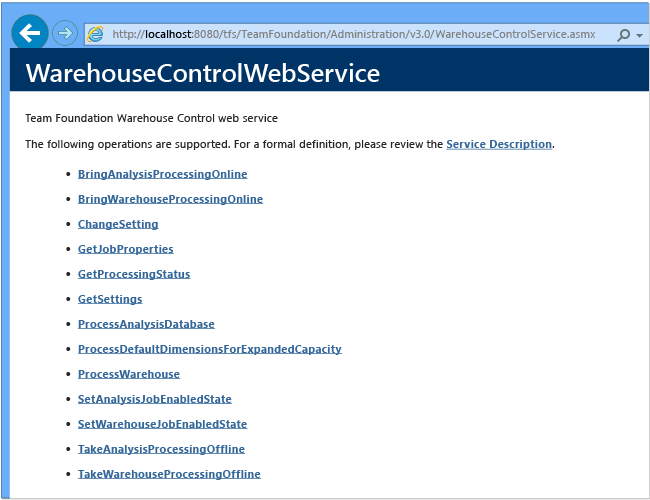 http://localhost:8080/tfs/TeamFoundation/Administration/v3.0/WarehouseControlService.asmx
WarehouseControlWebService
Team Foundation Warehouse Control web service
The following operations are supported. For a formal definition, please review the Service Description.
• BringAnalysisProcessingOnline
• BringWarehouseProcessingOnline
• ChangeSetting
• GetJobProperties
• GetProcessingStatus
• GetSettings
• ProcessAnalysisDatabase
• ProcessDefaultDimensionsForExpandedCapacity
• ProcessWarehouse
• SetAnalysisJobEnabledState
• SetWarehouseJobEnabledState
• TakeAnalysisProcessingOffline
• TakeWarehouseProcessingOffline